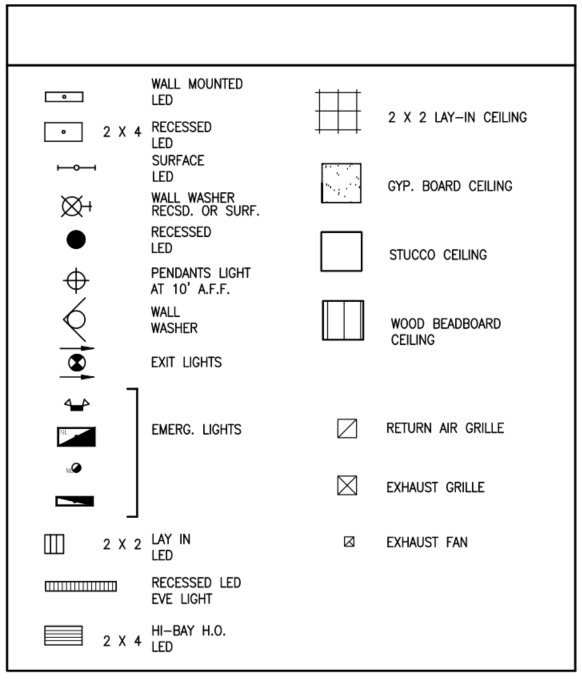 WALL MOUNTED
LED
2 X 4 RECESSED
LED
SURFACE
LED
WALL WASHER
RECSD. OR SURF.
RECESSED
LED
PENDANTS LIGHT
AT 10' A.F.F.
WALL
WASHER
EXIT LIGHTS
NL
EMERG. LIGHTS
NL
2 X 2 LAY IN
LED
RECESSED LED
EVE LIGHT
2 X 4 HI-BAY H.O.
LED
2 X 2 LAY-IN CEILING
GYP. BOARD CEILING
STUCCO CEILING
WOOD BEADBOARD
CEILING
RETURN AIR GRILLE
EXHAUST GRILLE
EXHAUST FAN